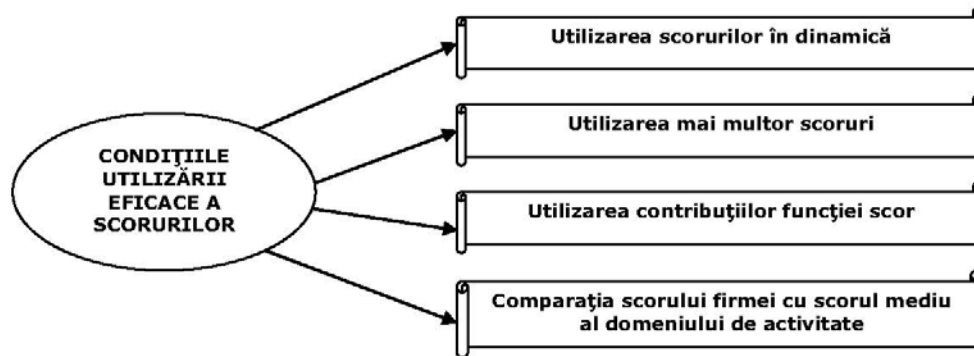 Utilizarea scorurilor în dinamică
Utilizarea mai multor scoruri
CONDIŢIILE
UTILIZĂRII
EFICACE A
SCORURILOR
Utilizarea contribuţiilor funcţiei scor
Comparaţia scorului firmei cu scorul mediu
al domeniului de activitate